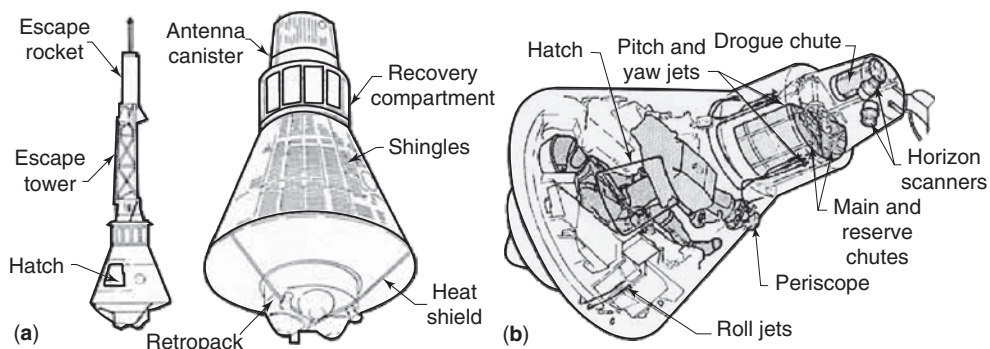 Escape
rocket
Escape
tower
Hatch
(a)
Antenna
canister
Recovery
compartment
Shingles
Heat
shield
Retropack
Hatch
Pitch and
yaw jets
Drogue chute
Horizon
scanners
Main and
reserve
chutes
Periscope
Roll jets
(b)